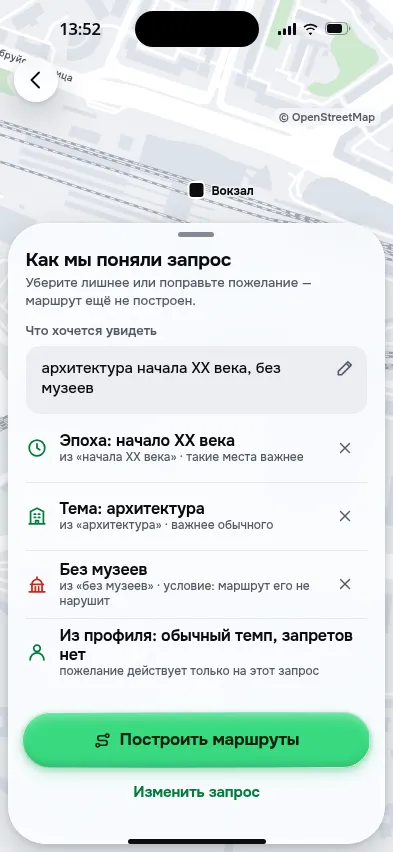 13:52
© OpenStreetMap
Вокзал
Как мы поняли запрос
Уберите лишнее или поправьте пожелание —
маршрут ещё не построен.
Что хочется увидеть
архитектура начала XX века, без
музеев
Эпоха: начало XX века
из «начала XX века» · такие места важнее
Тема: архитектура
из «архитектура» · важнее обычного
Без музеев
из «без музеев» · условие: маршрут его не
нарушит
Из профиля: обычный темп, запретов
нет
пожелание действует только на этот запрос
Построить маршруты
Изменить запрос